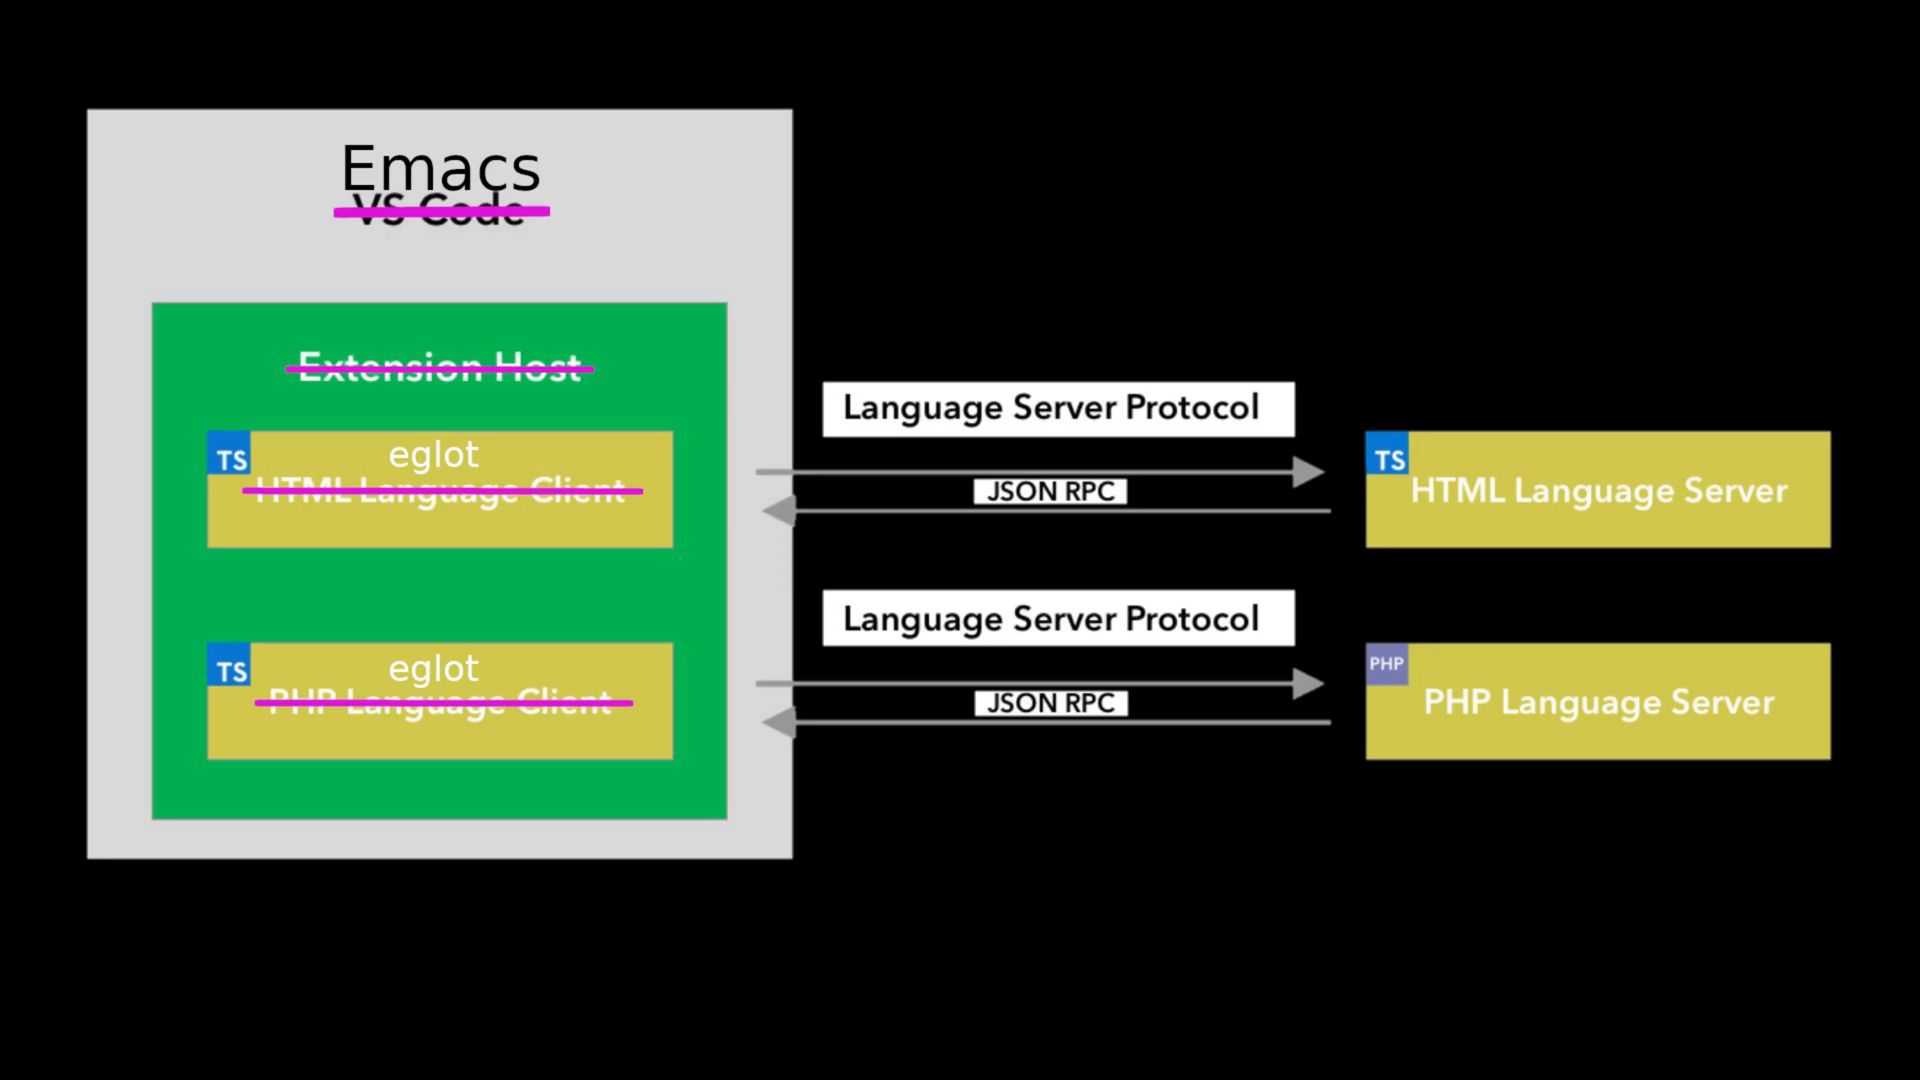 Emacs
VS Code
Extension Host
TS
eglot
HTML Language Client
TS
eglot
PHP Language Client
Language Server Protocol
JSON RPC
Language Server Protocol
JSON RPC
TS
HTML Language Server
PHP
PHP Language Server